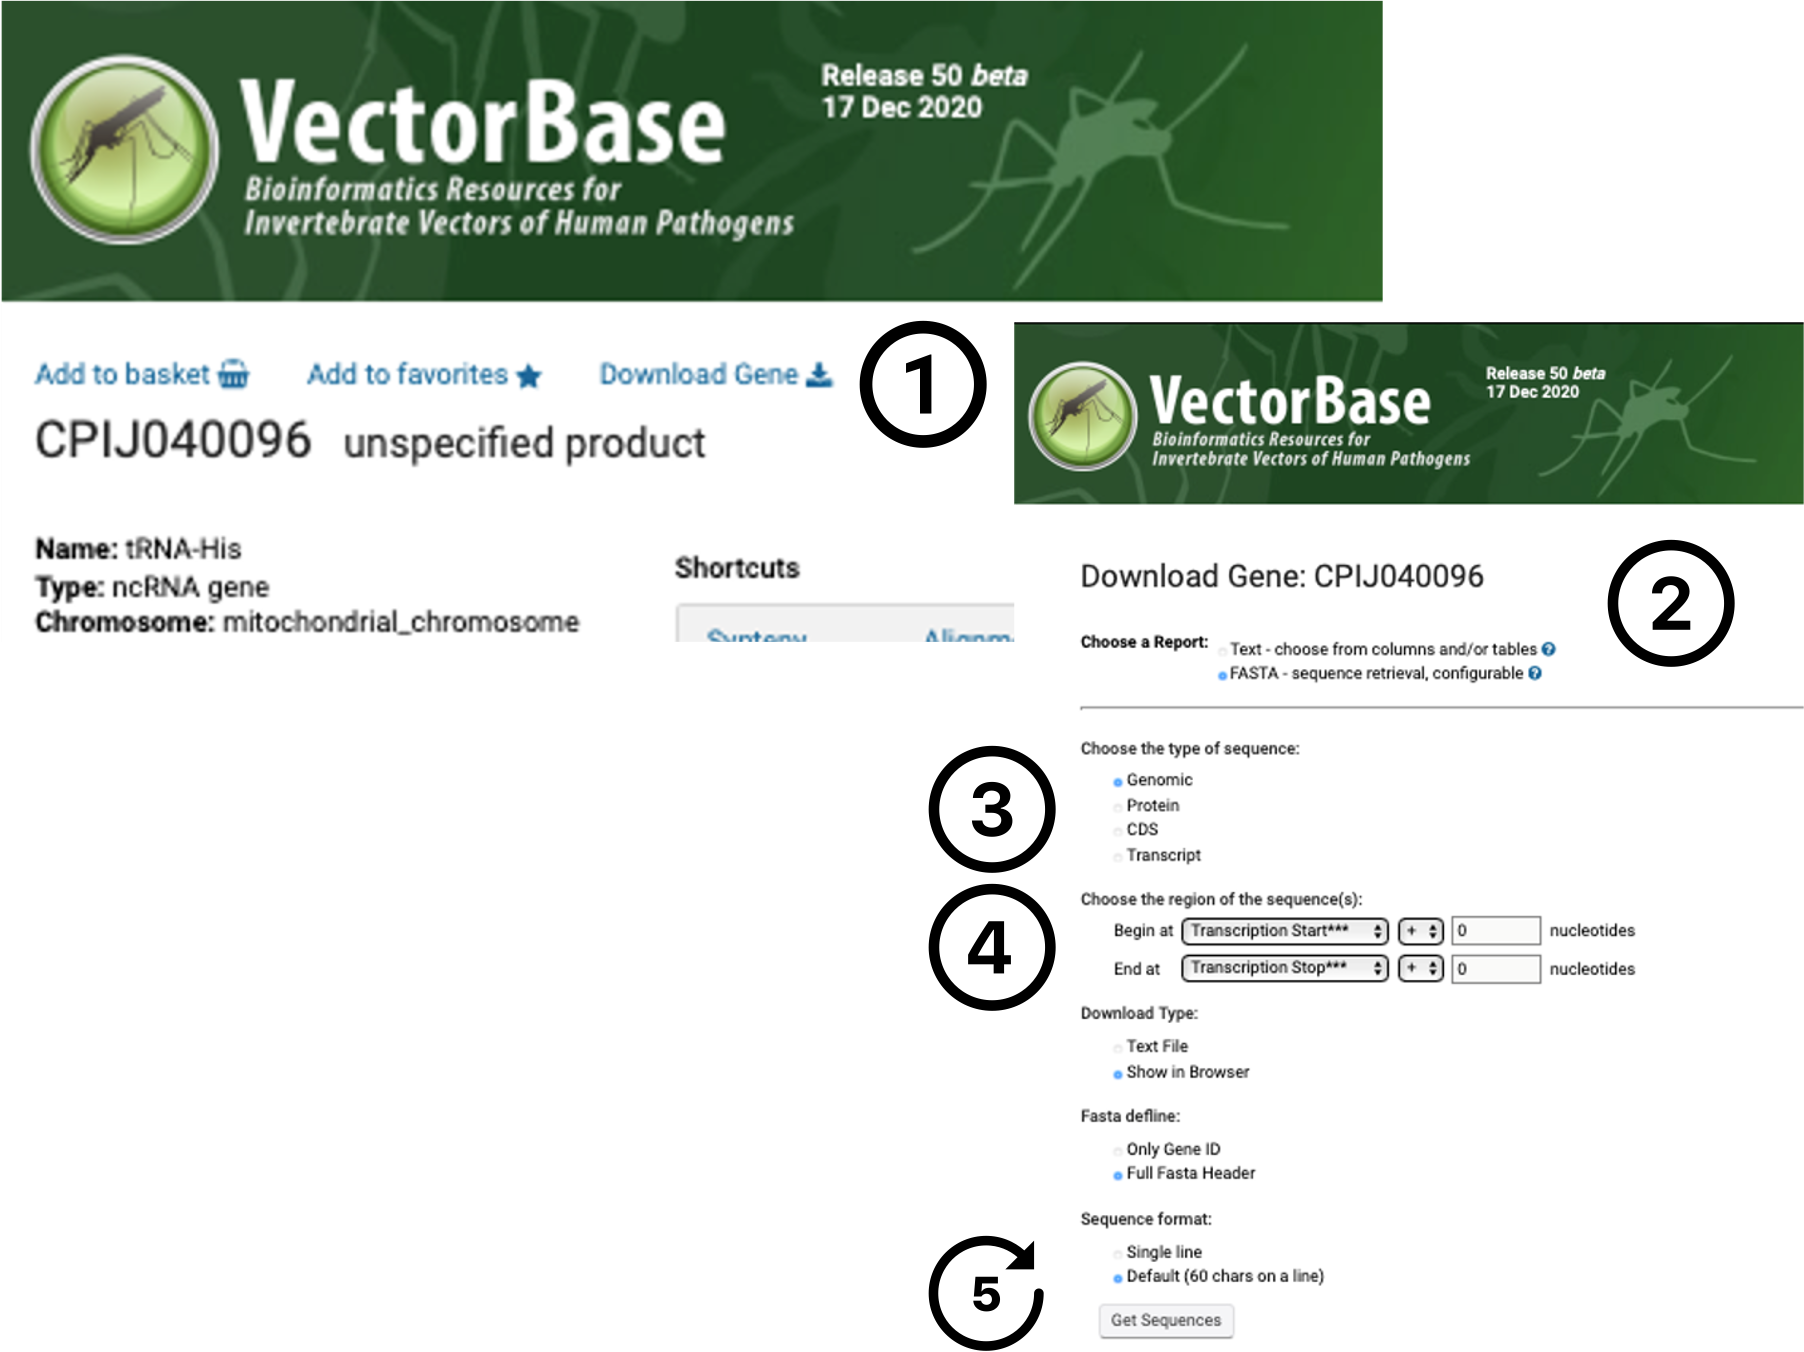 VectorBase
Bioinformatics Resources for
Invertebrate Vectors of Human Pathogens
Release 50 beta
17 Dec 2020
Add to basket
Add to favorites
Download Gene
1
CPIJ040096 unspecified product
Name: tRNA-His
Type: ncRNA gene
Chromosome: mitochondrial_chromosome
Shortcuts
Synteny
Alignm
VectorBase
Bioinformatics Resources for
Invertebrate Vectors of Human Pathogens
Release 50 beta
17 Dec 2020
Download Gene: CPIJ040096
2
Choose a Report:
Text - choose from columns and/or tables ?
FASTA - sequence retrieval, configurable ?
3
Choose the type of sequence:
Genomic
Protein
CDS
Transcript
4
Choose the region of the sequence(s):
Begin at Transcription Start*** + 0 nucleotides
End at Transcription Stop*** + 0 nucleotides
Download Type:
Text File
Show in Browser
Fasta defline:
Only Gene ID
Full Fasta Header
Sequence format:
Single line
Default (60 chars on a line)
5
Get Sequences